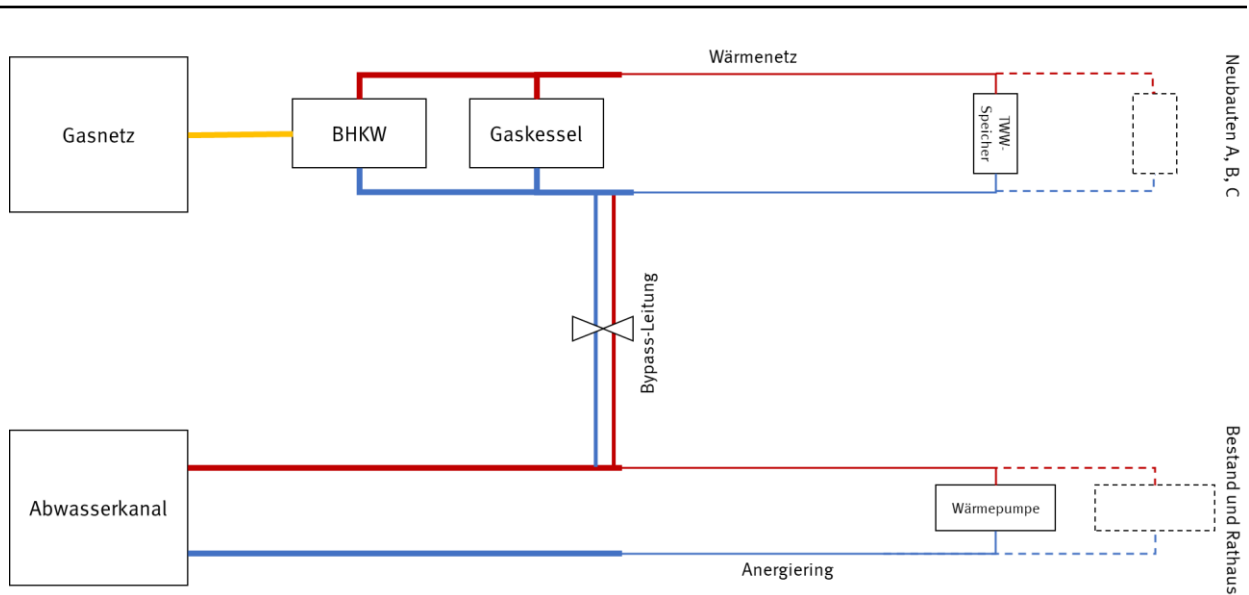 Wärmenetz
Neubauten A, B, C
Gasnetz
BHKW
Gaskessel
TWW-
Speicher
Bypass-Leitung
Abwasserkanal
Wärmepumpe
Bestand und Rathaus
Anergiering